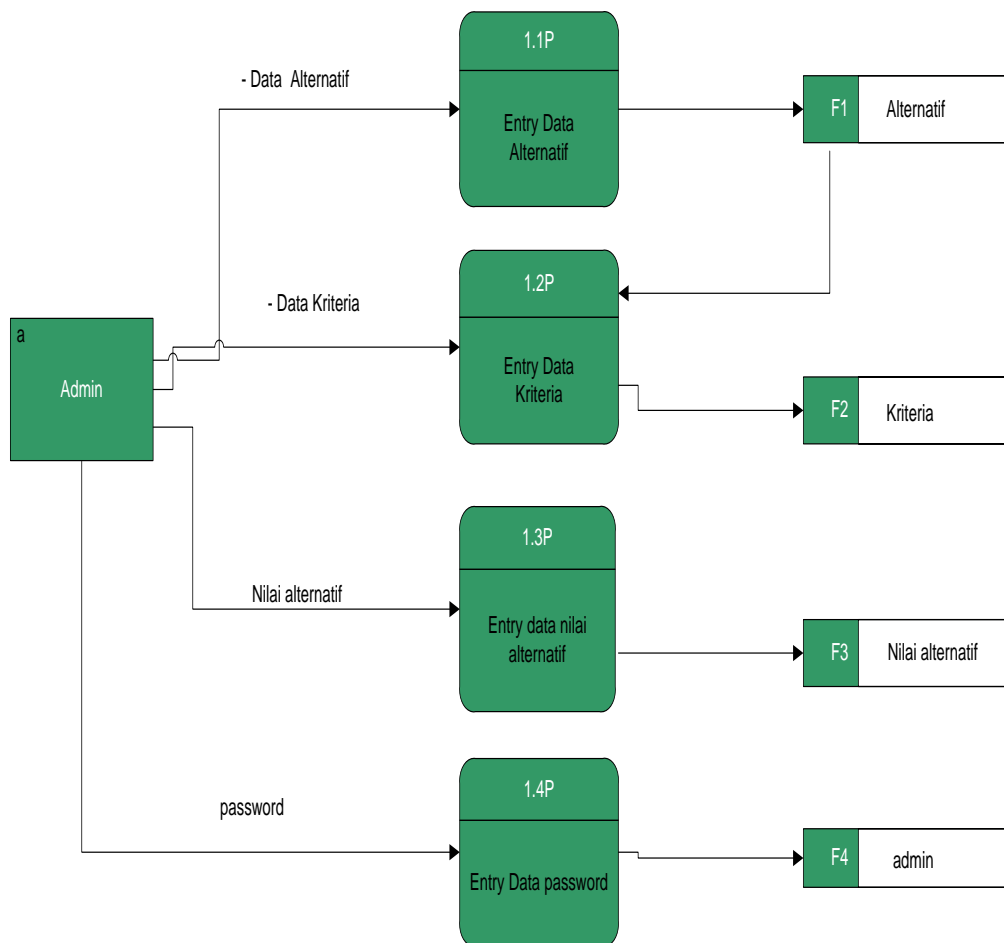 1.1P
- Data Alternatif
Entry Data
Alternatif
F1
Alternatif
1.2P
- Data Kriteria
Entry Data
Kriteria
a
Admin
F2
Kriteria
1.3P
Nilai alternatif
Entry data nilai
alternatif
F3
Nilai alternatif
1.4P
password
Entry Data password
F4
admin